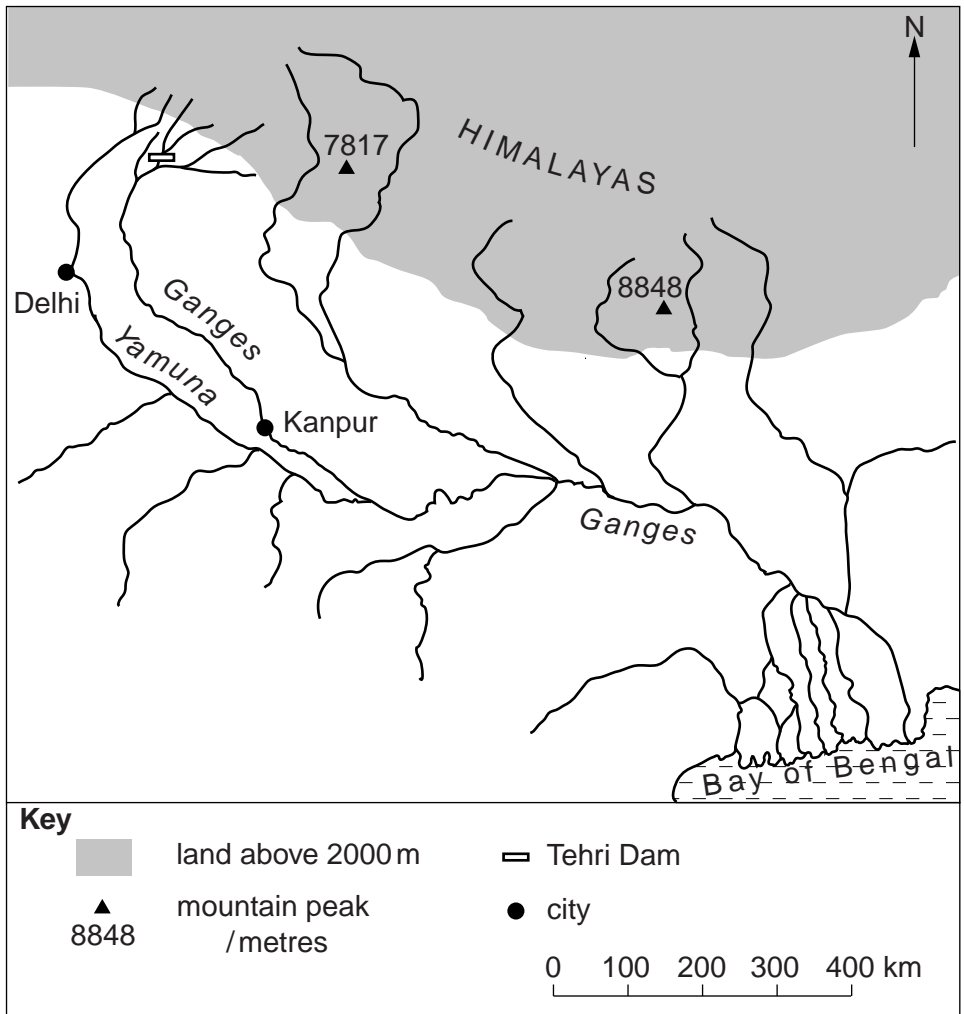 N
HIMALAYAS
7817
8848
Delhi
Ganges
Yamuna
Kanpur
Ganges
Bay of Bengal
Key
land above 2000 m
Tehri Dam
8848
mountain peak
/metres
city
0 100 200 300 400 km